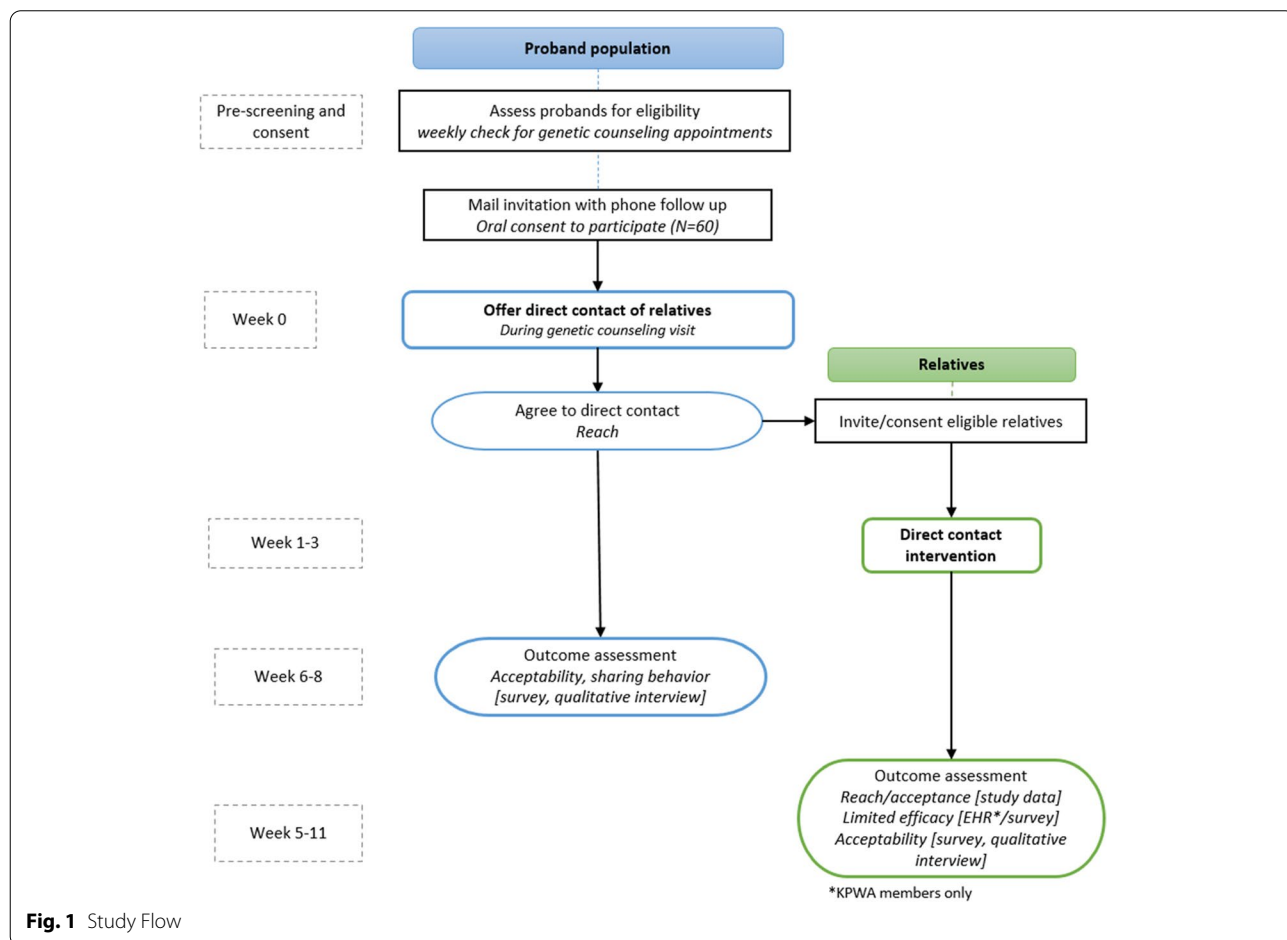 Proband population
Pre-screening and
consent
Assess probands for eligibility
weekly check for genetic counseling appointments
Mail invitation with phone follow up
Oral consent to participate (N=60)
Week 0
Offer direct contact of relatives
During genetic counseling visit
Relatives
Agree to direct contact
Reach
Invite/consent eligible relatives
Week 1-3
Direct contact
intervention
Week 6-8
Outcome assessment
Acceptability, sharing behavior
[survey, qualitative interview]
Week 5-11
Outcome assessment
Reach/acceptance [study data]
Limited efficacy [EHR*/survey]
Acceptability [survey, qualitative
interview]
*KPWA members only
Fig. 1 Study Flow